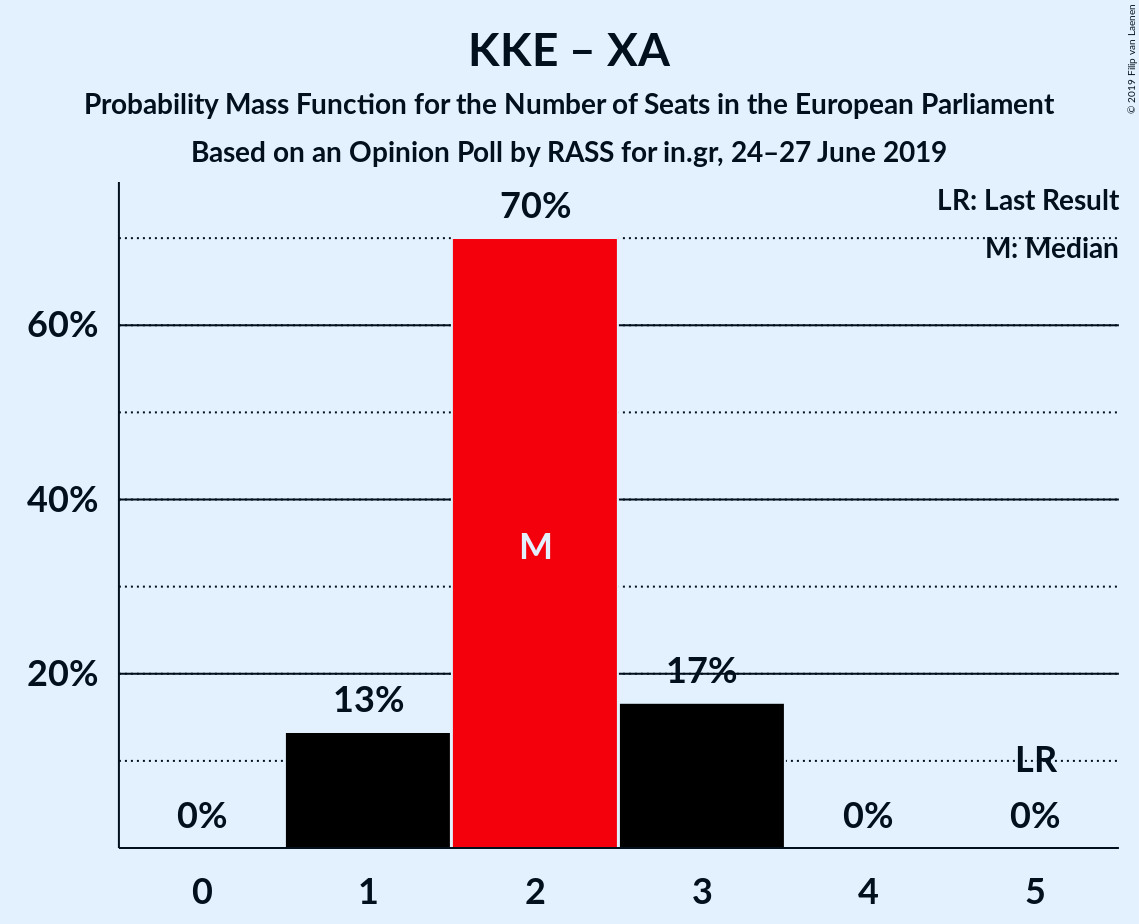 KKE – XA
Probability Mass Function for the Number of Seats in the European Parliament
Based on an Opinion Poll by RASS for in.gr, 24–27 June 2019
© 2019 Filip van Laenen
LR: Last Result
M: Median
70%
60%
40%
M
20%
17%
13%
LR
0%
0%
0%
0
1
2
3
4
5